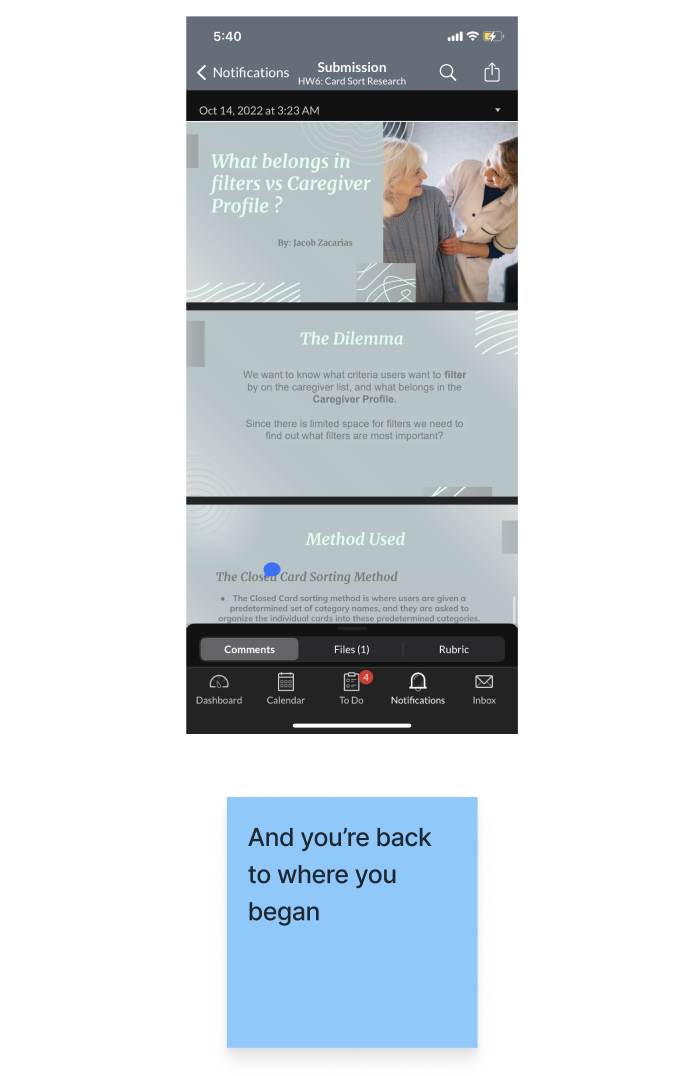 5:40
Notifications
Submission
HW6: Card Sort Research
Oct 14, 2022 at 3:23 AM
What belongs in
filters vs Caregiver
Profile ?
By: Jacob Zacarias
The Dilemma
We want to know what criteria users want to filter
by on the caregiver list, and what belongs in the
Caregiver Profile.
Since there is limited space for filters we need to
find out what filters are most important?
Method Used
The Closed Card Sorting Method
• The Closed Card sorting method is where users are given a
predetermined set of category names, and they are asked to
organize the individual cards into these predetermined categories.
Comments
Files (1)
Rubric
4
Dashboard
Calendar
To Do
Notifications
Inbox
And you’re back
to where you
began